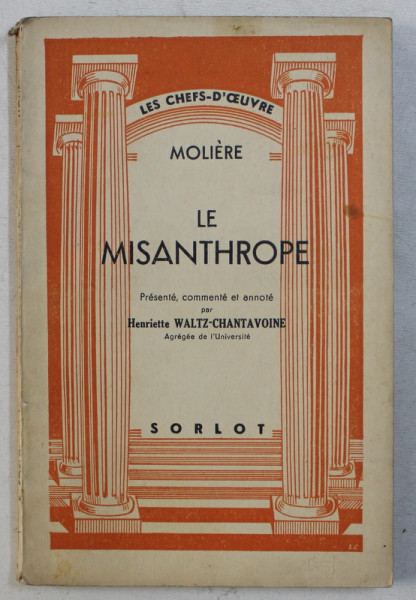 LES CHEFS-D'ŒUVRE
MOLIÈRE
LE
MISANTHROPE
Présenté, commenté et annoté
par
Henriette WALTZ-CHANTAVOINE
Agrégée de l'Université
SORLOT